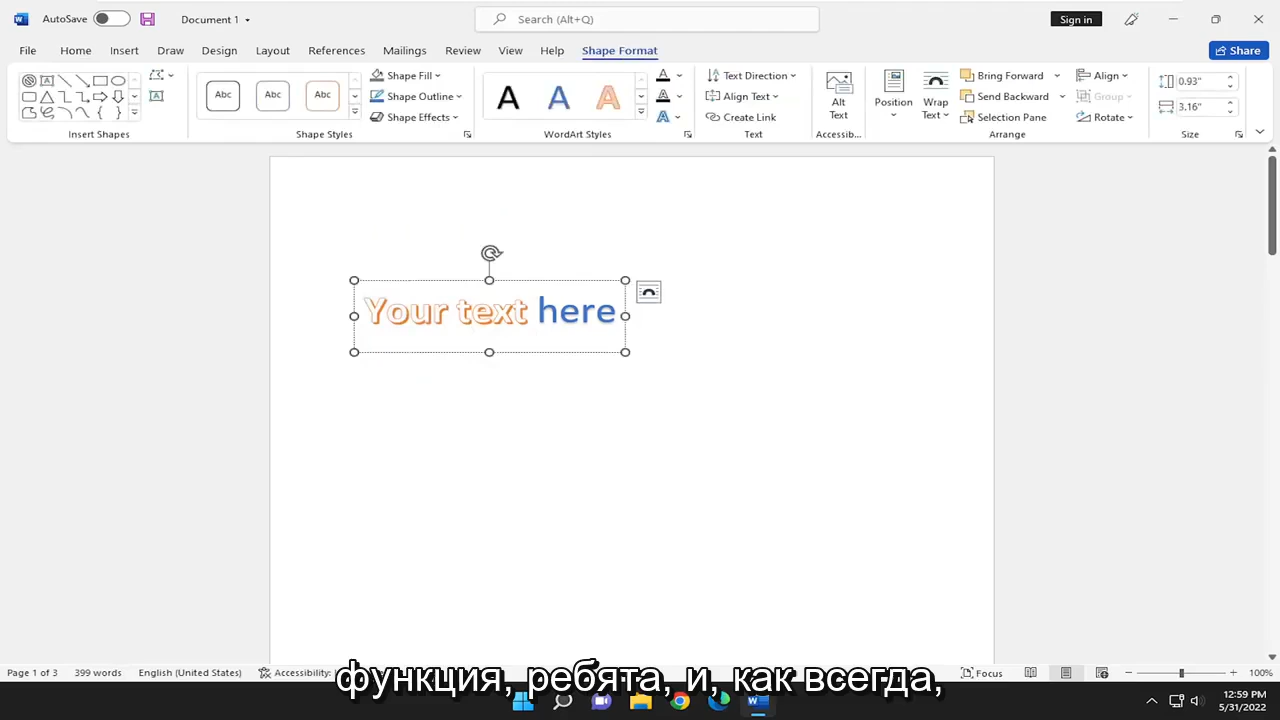 AutoSave
Document 1
Search (Alt+Q)
Sign in
File Home Insert Draw Design Layout References Mailings Review View Help Shape Format
Share
Abc Abc Abc
Shape Fill
Shape Outline
Shape Effects
A A A
Text Direction
Align Text
Create Link
Alt Text
Position
Wrap Text
Bring Forward
Send Backward
Selection Pane
Align
Group
Rotate
0.93"
3.16"
Insert Shapes Shape Styles WordArt Styles Text Accessib... Arrange Size
Your text here
Page 1 of 3 399 words English (United States) Accessibility: Focus 100%
функция, ребята, и, как всегда,
12:59 PM
5/31/2022